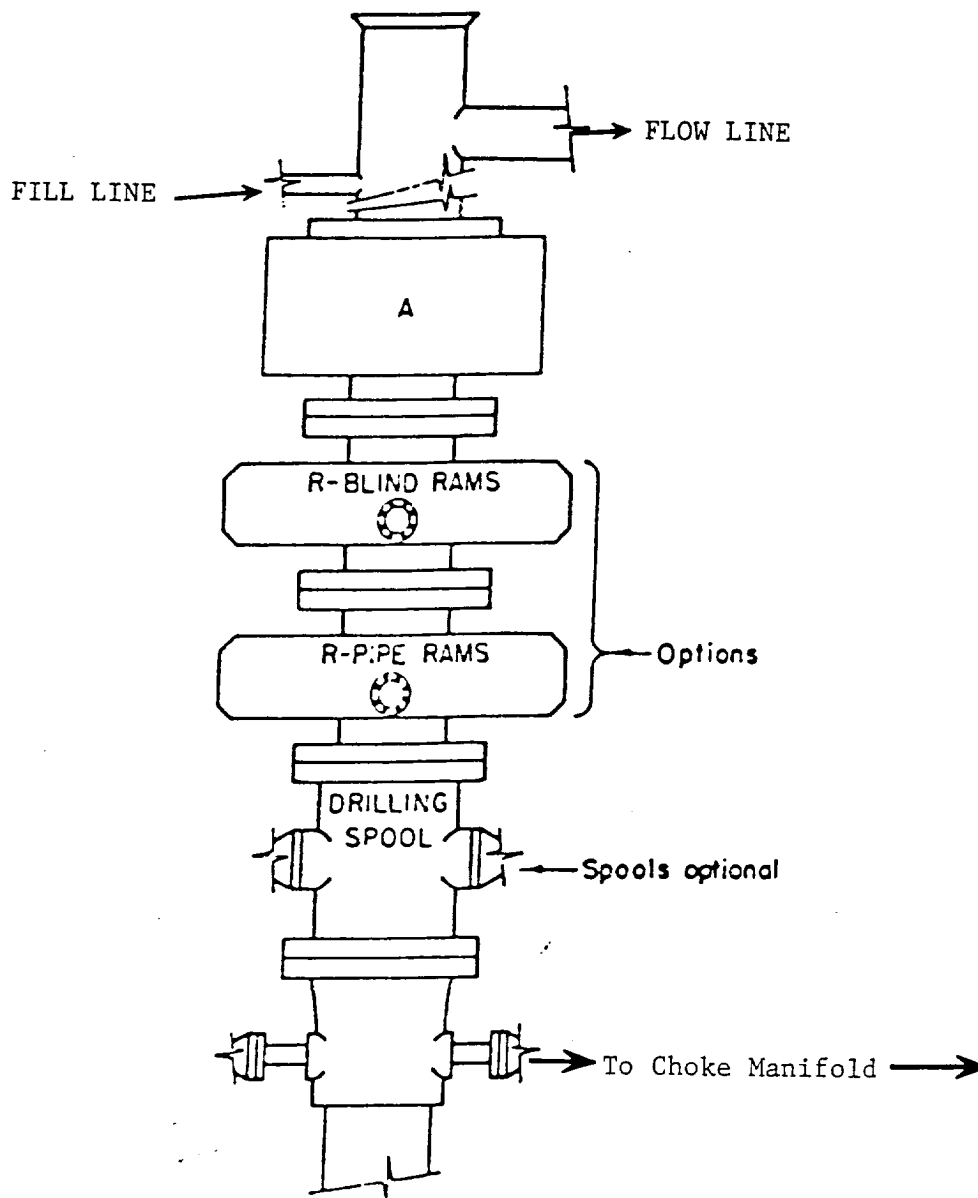 FLOW LINE
FILL LINE
A
R-BLIND RAMS
R-PIPE RAMS
Options
DRILLING
SPOOL
Spools optional
To Choke Manifold